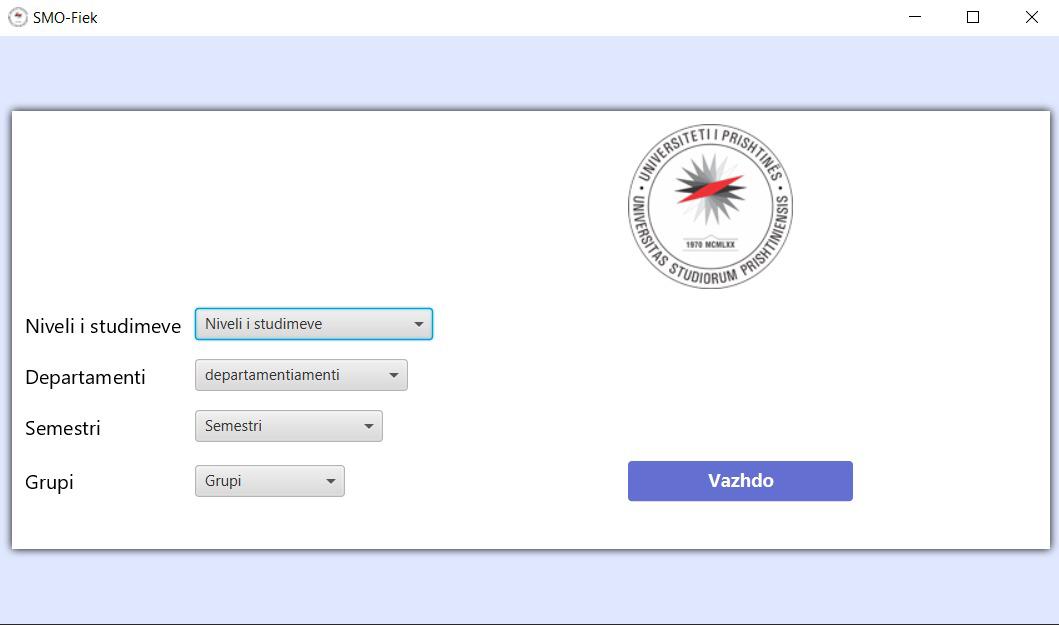 SMO-Fiek
UNIVERSITETI I PRISHTINËS
UNIVERSITAS STUDIORUM PRISHTINIENSIS
1970 MCMLXX
Niveli i studimeve Niveli i studimeve
Departamenti departamentiamenti
Semestri Semestri
Grupi Grupi
Vazhdo